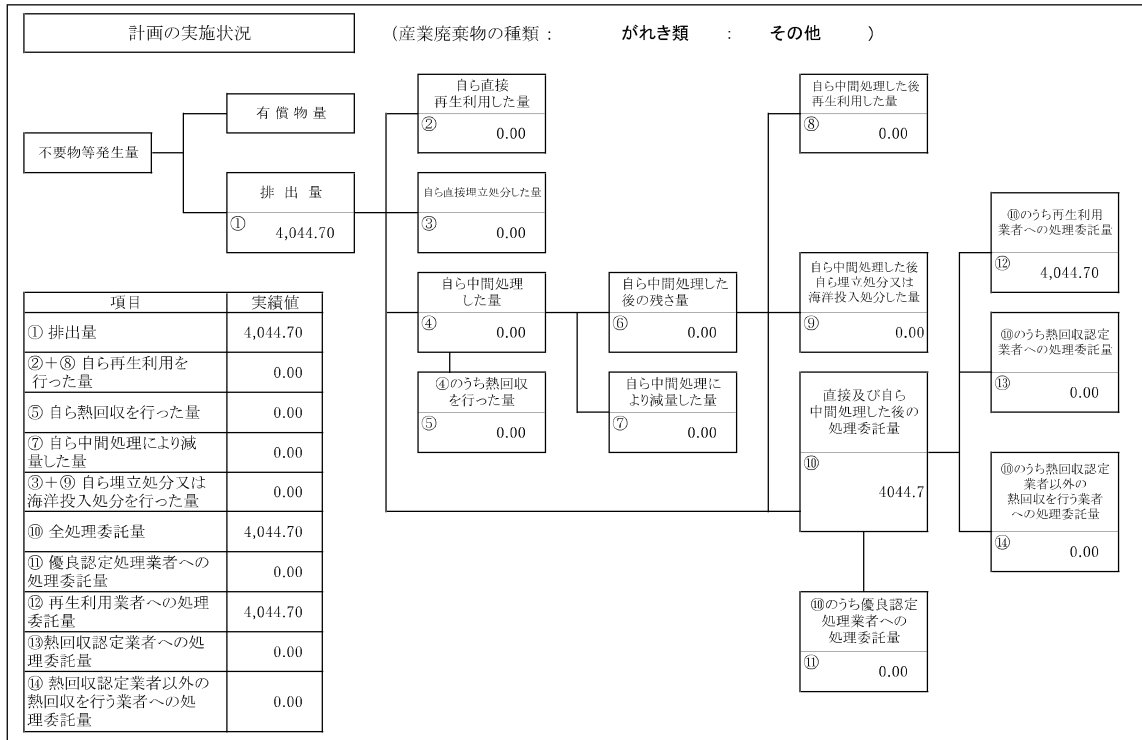 計画の実施状況
(産業廃棄物の種類 : がれき類 : その他 )
不要物等発生量
有償物量
排出量
① 4,044.70
自ら直接
再生利用した量
② 0.00
自ら直接埋立処分した量
③ 0.00
自ら中間処理
した量
④ 0.00
④のうち熱回収
を行った量
⑤ 0.00
自ら中間処理した
後の残さ量
⑥ 0.00
自ら中間処理に
より減量した量
⑦ 0.00
自ら中間処理した後
再生利用した量
⑧ 0.00
自ら中間処理した後
自ら埋立処分又は
海洋投入処分した量
⑨ 0.00
直接及び自ら
中間処理した後の
処理委託量
⑩
4044.7
⑩のうち優良認定
処理業者への
処理委託量
⑪ 0.00
⑩のうち再生利用
業者への処理委託量
⑫ 4,044.70
⑩のうち熱回収認定
業者への処理委託量
⑬ 0.00
⑩のうち熱回収認定
業者以外の
熱回収を行う業者
への処理委託量
⑭ 0.00
項目 実績値
① 排出量 4,044.70
②+⑧ 自ら再生利用を
行った量 0.00
⑤ 自ら熱回収を行った量 0.00
⑦ 自ら中間処理により減
量した量 0.00
③+⑨ 自ら埋立処分又は
海洋投入処分を行った量 0.00
⑩ 全処理委託量 4,044.70
⑪ 優良認定処理業者への
処理委託量 0.00
⑫ 再生利用業者への処理
委託量 4,044.70
⑬熱回収認定業者への処
理委託量 0.00
⑭ 熱回収認定業者以外の
熱回収を行う業者への処
理委託量 0.00